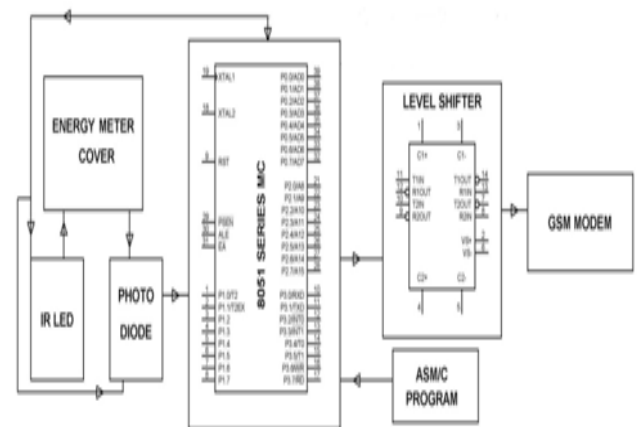 ENERGY METER
COVER
IR LED
PHOTO
DIODE
8051 SERIES MC
XTAL1
XTAL2
RST
PSEN
ALE
EA
P1.0/T2
P1.1/T2EX
P1.2
P1.3
P1.4
P1.5
P1.6
P1.7
P0.0/AD0
P0.1/AD1
P0.2/AD2
P0.3/AD3
P0.4/AD4
P0.5/AD5
P0.6/AD6
P0.7/AD7
P2.0/A8
P2.1/A9
P2.2/A10
P2.3/A11
P2.4/A12
P2.5/A13
P2.6/A14
P2.7/A15
P3.0/RXD
P3.1/TXD
P3.2/INT0
P3.3/INT1
P3.4/T0
P3.5/T1
P3.6/WR
P3.7/RD
LEVEL SHIFTER
1
3
C1+
C1-
T1IN
R1OUT
T2IN
R2OUT
T1OUT
R1IN
T2OUT
R2IN
VS+
VS-
C2+
C2-
4
5
GSM MODEM
ASM/C
PROGRAM